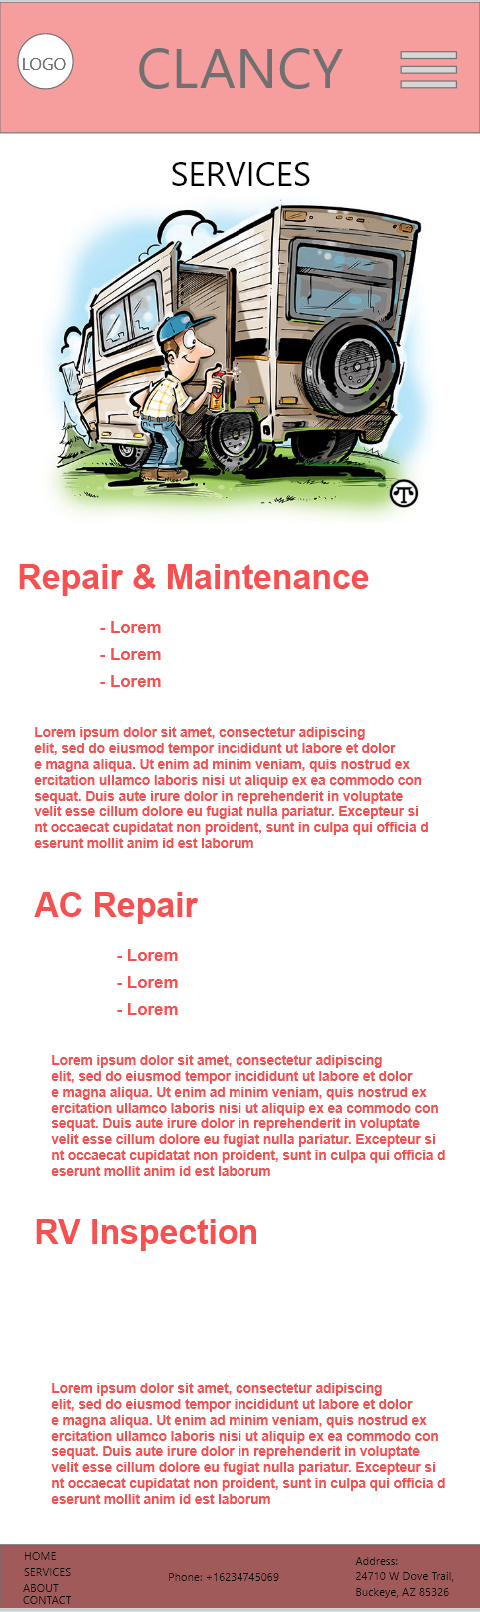 LOGO
CLANCY
SERVICES
Repair & Maintenance
- Lorem
- Lorem
- Lorem
Lorem ipsum dolor sit amet, consectetur adipiscing
elit, sed do eiusmod tempor incididunt ut labore et dolor
e magna aliqua. Ut enim ad minim veniam, quis nostrud ex
ercitation ullamco laboris nisi ut aliquip ex ea commodo con
sequat. Duis aute irure dolor in reprehenderit in voluptate
velit esse cillum dolore eu fugiat nulla pariatur. Excepteur si
nt occaecat cupidatat non proident, sunt in culpa qui officia d
eserunt mollit anim id est laborum
AC Repair
- Lorem
- Lorem
- Lorem
Lorem ipsum dolor sit amet, consectetur adipiscing
elit, sed do eiusmod tempor incididunt ut labore et dolor
e magna aliqua. Ut enim ad minim veniam, quis nostrud ex
ercitation ullamco laboris nisi ut aliquip ex ea commodo con
sequat. Duis aute irure dolor in reprehenderit in voluptate
velit esse cillum dolore eu fugiat nulla pariatur. Excepteur si
nt occaecat cupidatat non proident, sunt in culpa qui officia d
eserunt mollit anim id est laborum
RV Inspection
Lorem ipsum dolor sit amet, consectetur adipiscing
elit, sed do eiusmod tempor incididunt ut labore et dolor
e magna aliqua. Ut enim ad minim veniam, quis nostrud ex
ercitation ullamco laboris nisi ut aliquip ex ea commodo con
sequat. Duis aute irure dolor in reprehenderit in voluptate
velit esse cillum dolore eu fugiat nulla pariatur. Excepteur si
nt occaecat cupidatat non proident, sunt in culpa qui officia d
eserunt mollit anim id est laborum
HOME
SERVICES
ABOUT
CONTACT
Phone: +16234745069
Address:
24710 W Dove Trail,
Buckeye, AZ 85326